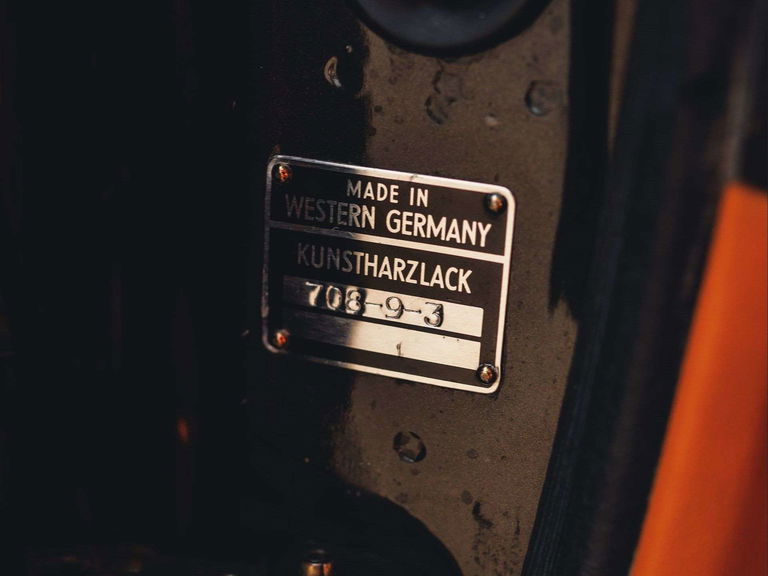 MADE IN
WESTERN GERMANY
KUNSTHARZLACK
708-9-3